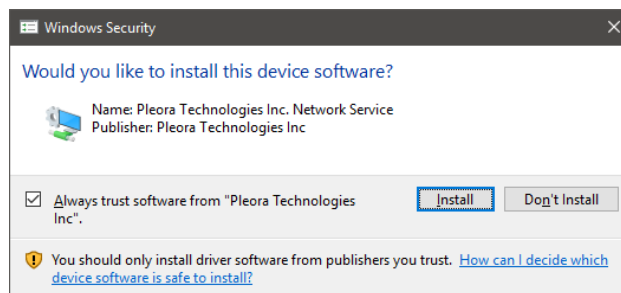 Windows Security
Would you like to install this device software?
Name: Pleora Technologies Inc. Network Service
Publisher: Pleora Technologies Inc
Always trust software from "Pleora Technologies
Inc".
Install
Don't Install
You should only install driver software from publishers you trust. How can I decide which
device software is safe to install?